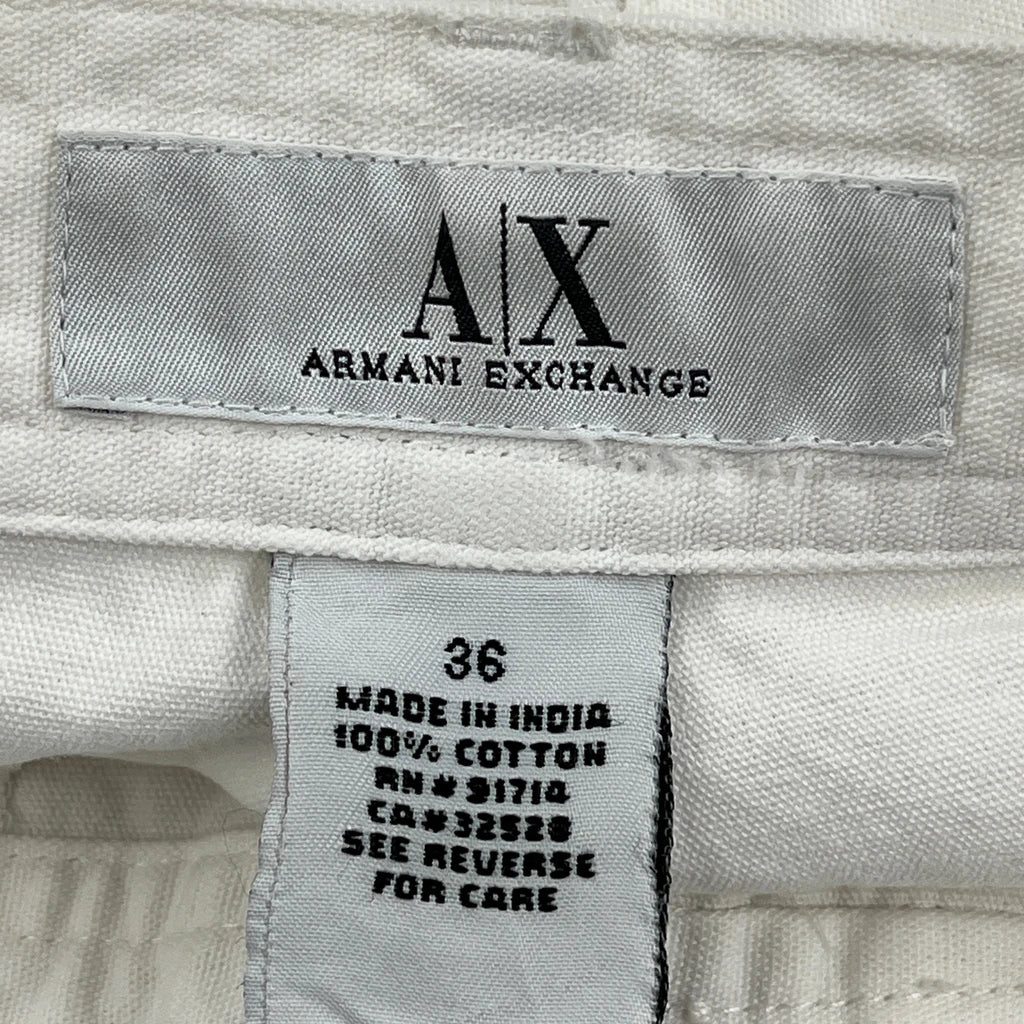 A|X
ARMANI EXCHANGE
36
MADE IN INDIA
100% COTTON
RN# 91714
CA#32528
SEE REVERSE
FOR CARE